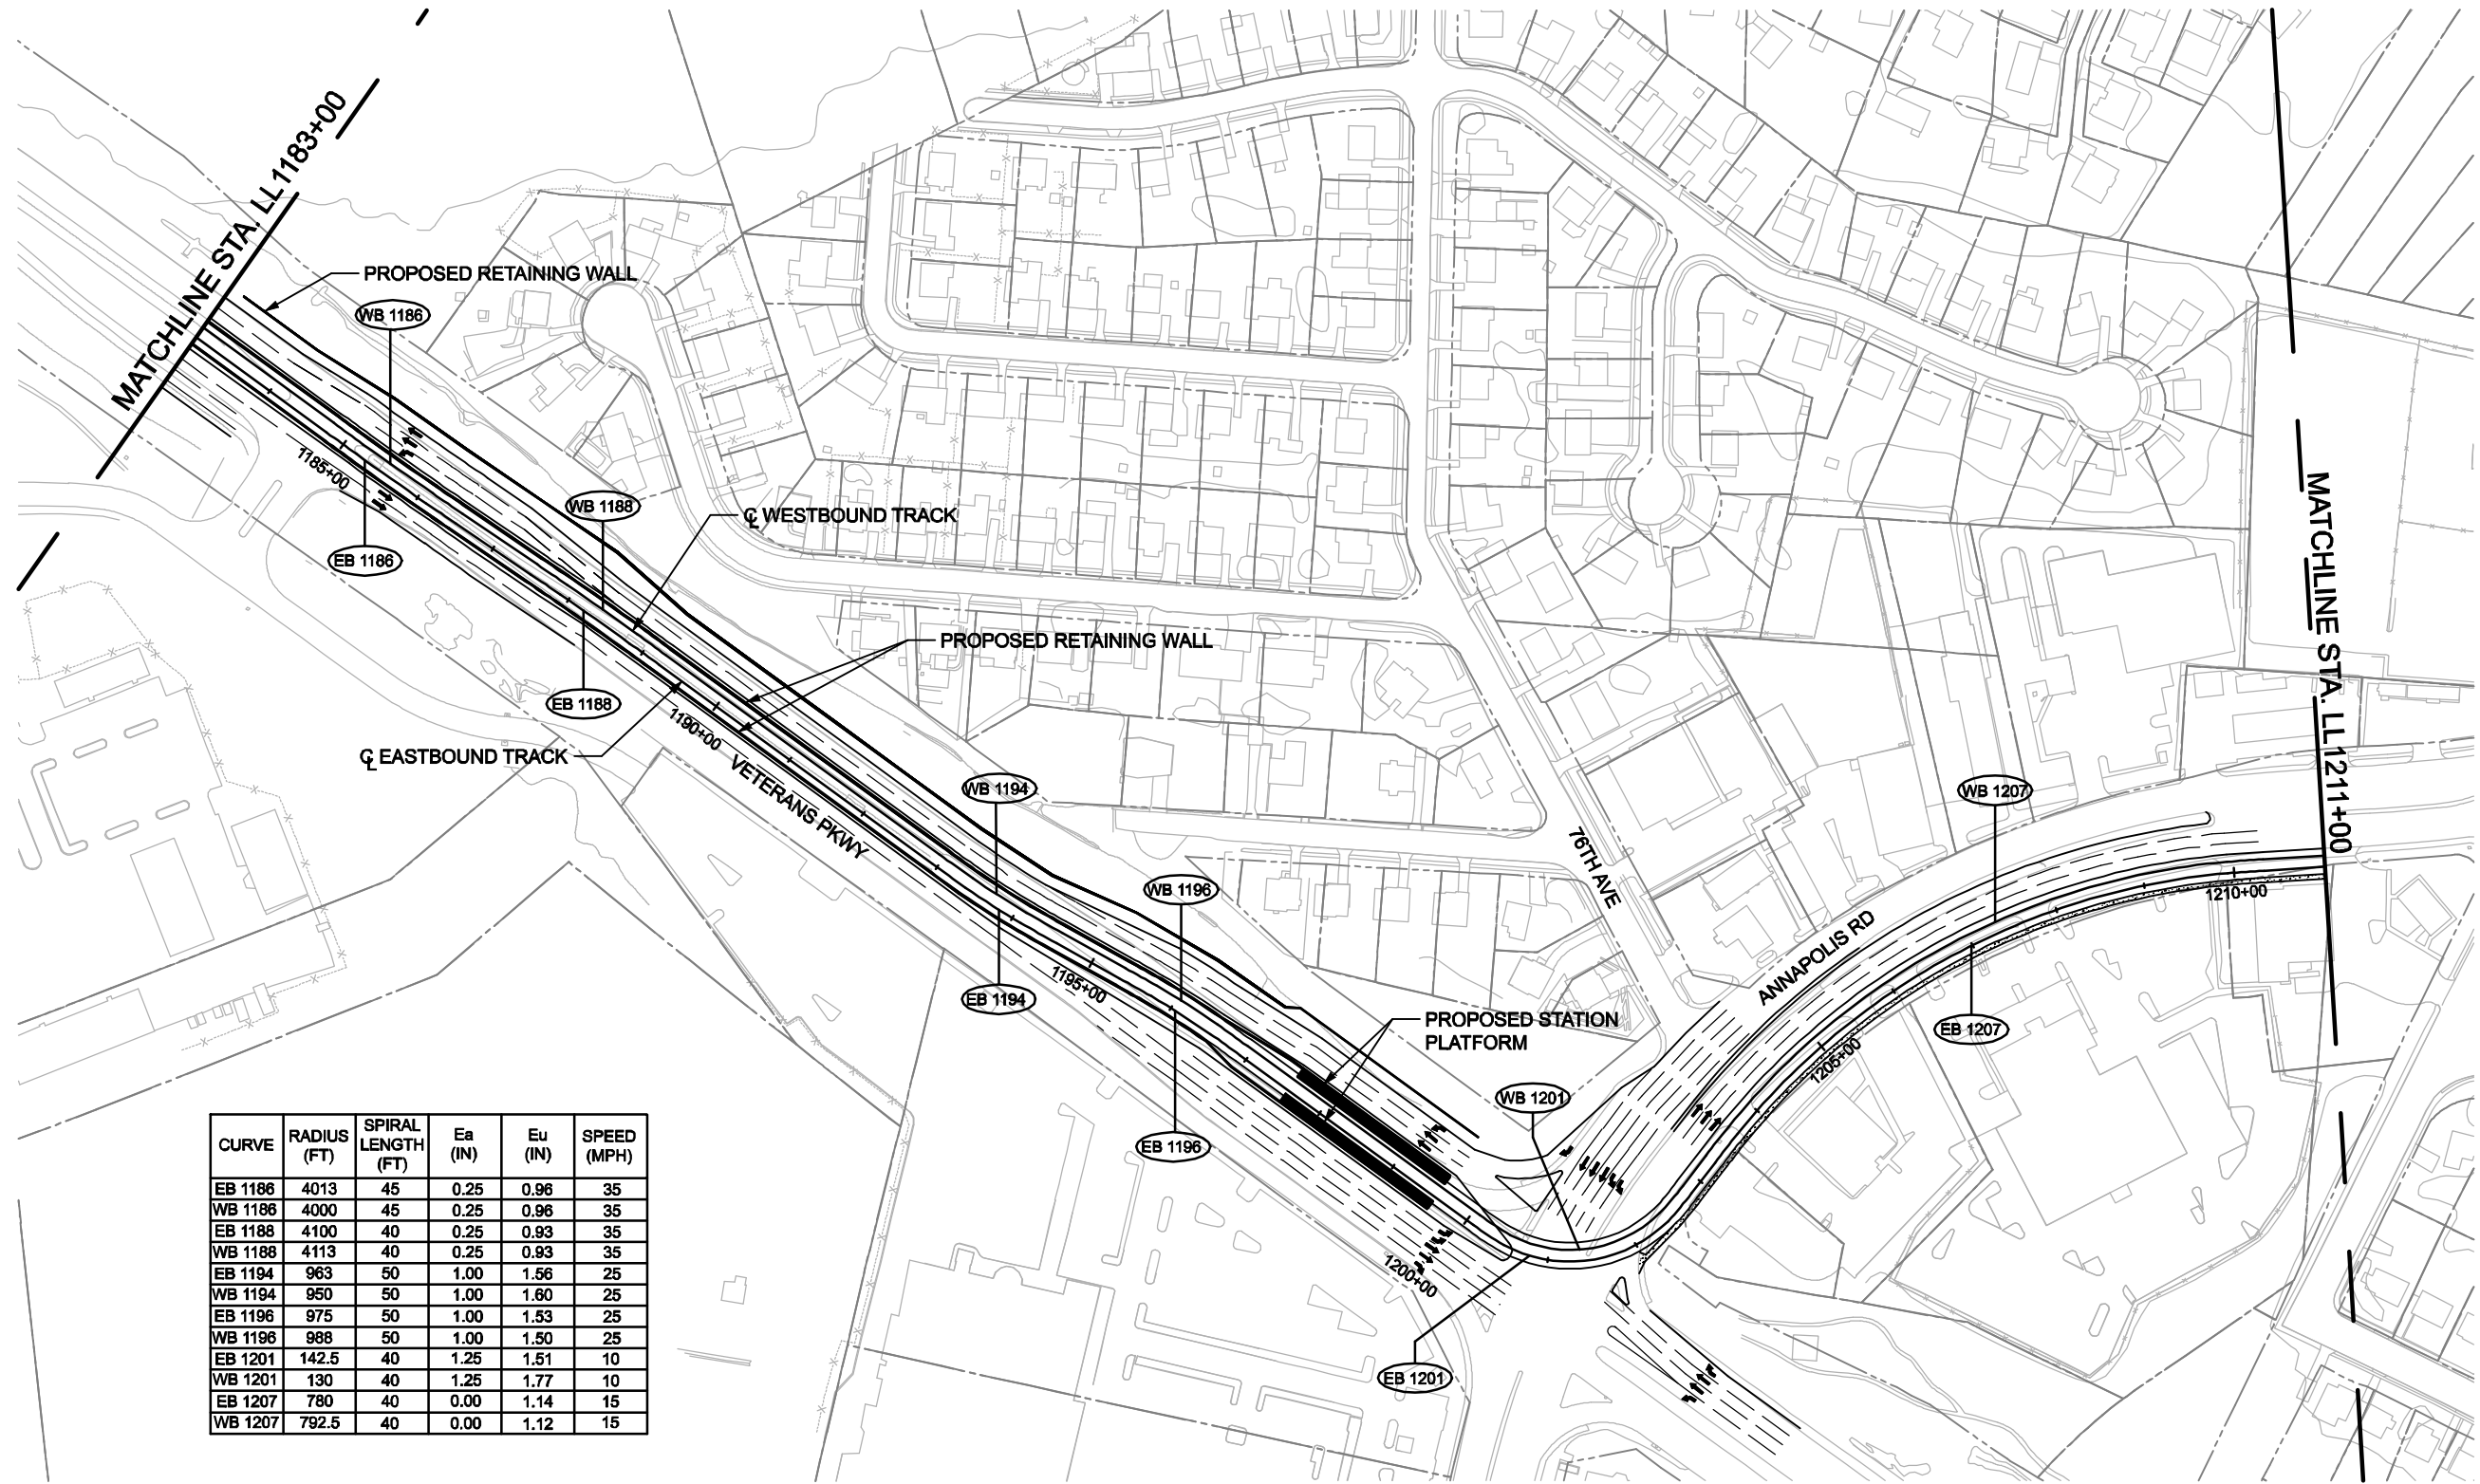 MATCHLINE STA. LL1183+00
PROPOSED RETAINING WALL
WB 1186
1185+00
EB 1186
WB 1188
℄ WESTBOUND TRACK
PROPOSED RETAINING WALL
EB 1188
1190+00
℄ EASTBOUND TRACK
VETERANS PKWY
WB 1194
WB 1196
EB 1194
1195+00
PROPOSED STATION
PLATFORM
EB 1196
WB 1201
1200+00
EB 1201
76TH AVE
ANNAPOLIS RD
WB 1207
EB 1207
1205+00
1210+00
MATCHLINE STA. LL1211+00
CURVE RADIUS (FT) SPIRAL LENGTH (FT) Ea (IN) Eu (IN) SPEED (MPH)
EB 1186 4013 45 0.25 0.96 35
WB 1186 4000 45 0.25 0.96 35
EB 1188 4100 40 0.25 0.93 35
WB 1188 4113 40 0.25 0.93 35
EB 1194 963 50 1.00 1.56 25
WB 1194 950 50 1.00 1.60 25
EB 1196 975 50 1.00 1.53 25
WB 1196 988 50 1.00 1.50 25
EB 1201 142.5 40 1.25 1.51 10
WB 1201 130 40 1.25 1.77 10
EB 1207 780 40 0.00 1.14 15
WB 1207 792.5 40 0.00 1.12 15